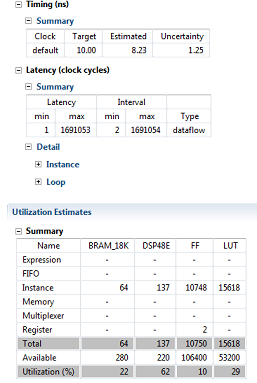 Timing (ns)
Summary
Clock Target Estimated Uncertainty
default 10.00 8.23 1.25
Latency (clock cycles)
Summary
Latency Interval
min max min max Type
1 1691053 2 1691054 dataflow
Detail
Instance
Loop
Utilization Estimates
Summary
Name BRAM_18K DSP48E FF LUT
Expression - - - -
FIFO - - - -
Instance 64 137 10748 15618
Memory - - - -
Multiplexer - - - -
Register - - 2 -
Total 64 137 10750 15618
Available 280 220 106400 53200
Utilization (%) 22 62 10 29